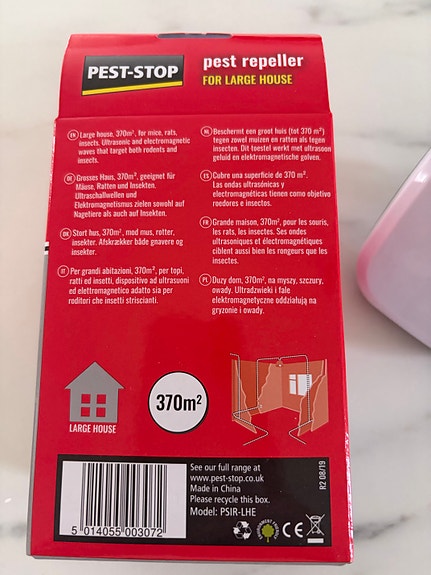 PEST-STOP
pest repeller
FOR LARGE HOUSE
EN Large house, 370m², for mice, rats,
insects. Ultrasonic and electromagnetic
waves that target both rodents and
insects.
DE Grosses Haus, 370m², geeignet für
Mäuse, Ratten und Insekten.
Ultraschallwellen und
Elektromagnetismus zielen sowohl auf
Nagetiere als auch auf Insekten.
DK Stort hus, 370m², mod mus, rotter,
insekter. Afskrækker både gnavere og
insekter.
IT Per grandi abitazioni, 370m², per topi,
ratti ed insetti, dispositivo ad ultrasuoni
ed elettromagnetico adatto sia per
roditori che insetti striscianti.
NL Beschermt een groot huis (tot 370 m²)
tegen zowel muizen en ratten als tegen
insecten. Dit toestel werkt met ultrasoon
geluid en elektromagnetische golven.
ES Cubre una superficie de 370 m².
Las ondas ultrasónicas y
electromagnéticas tienen como objetivo
roedores e insectos.
FR Grande maison, 370m², pour les souris,
les rats, les insectes. Ses ondes
ultrasoniques et électromagnétiques
ciblent aussi bien les rongeurs que les
insectes.
PL Duzy dom, 370m², na myszy, szczury,
owady. Ultradzwieki i fale
elektromagnetyczne oddziałują na
gryzonie i owady.
LARGE HOUSE
370m²
5 014055 003072
See our full range at
www.pest-stop.co.uk
Made in China
Please recycle this box.
Model: PSIR-LHE
CE
R2 08/19